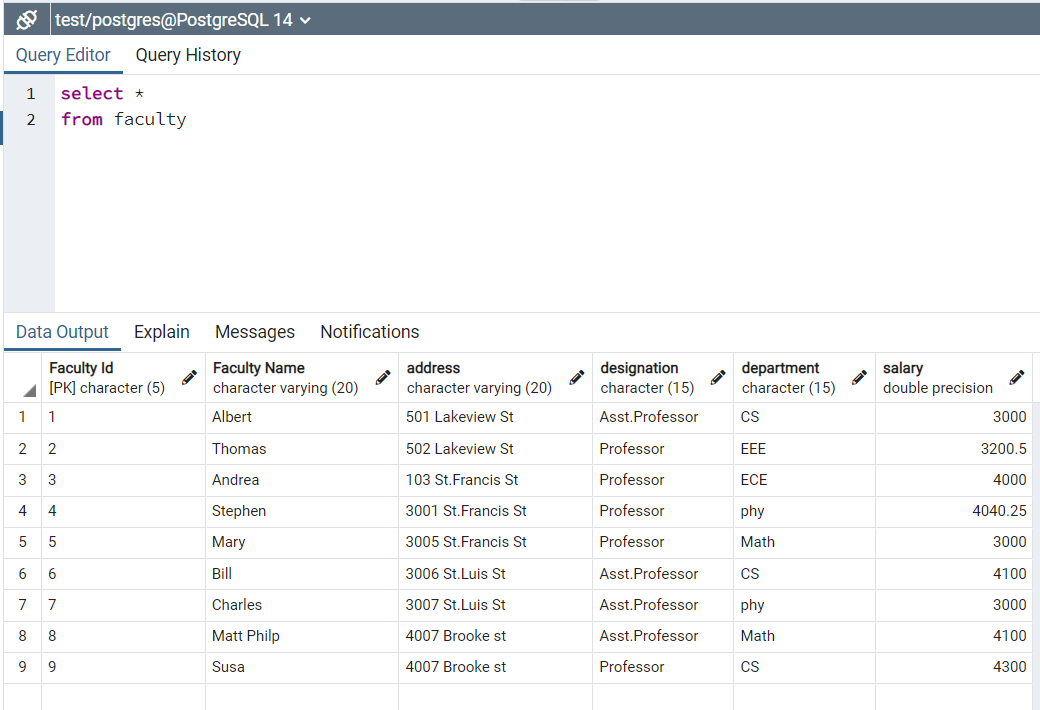 test/postgres@PostgreSQL 14
Query Editor Query History
1 select *
2 from faculty
Data Output Explain Messages Notifications
Faculty Id Faculty Name address designation department salary
[PK] character (5) character varying (20) character varying (20) character (15) character (15) double precision
1 1 Albert 501 Lakeview St Asst.Professor CS 3000
2 2 Thomas 502 Lakeview St Professor EEE 3200.5
3 3 Andrea 103 St.Francis St Professor ECE 4000
4 4 Stephen 3001 St.Francis St Professor phy 4040.25
5 5 Mary 3005 St.Francis St Professor Math 3000
6 6 Bill 3006 St.Luis St Asst.Professor CS 4100
7 7 Charles 3007 St.Luis St Asst.Professor phy 3000
8 8 Matt Philp 4007 Brooke st Asst.Professor Math 4100
9 9 Susa 4007 Brooke st Professor CS 4300